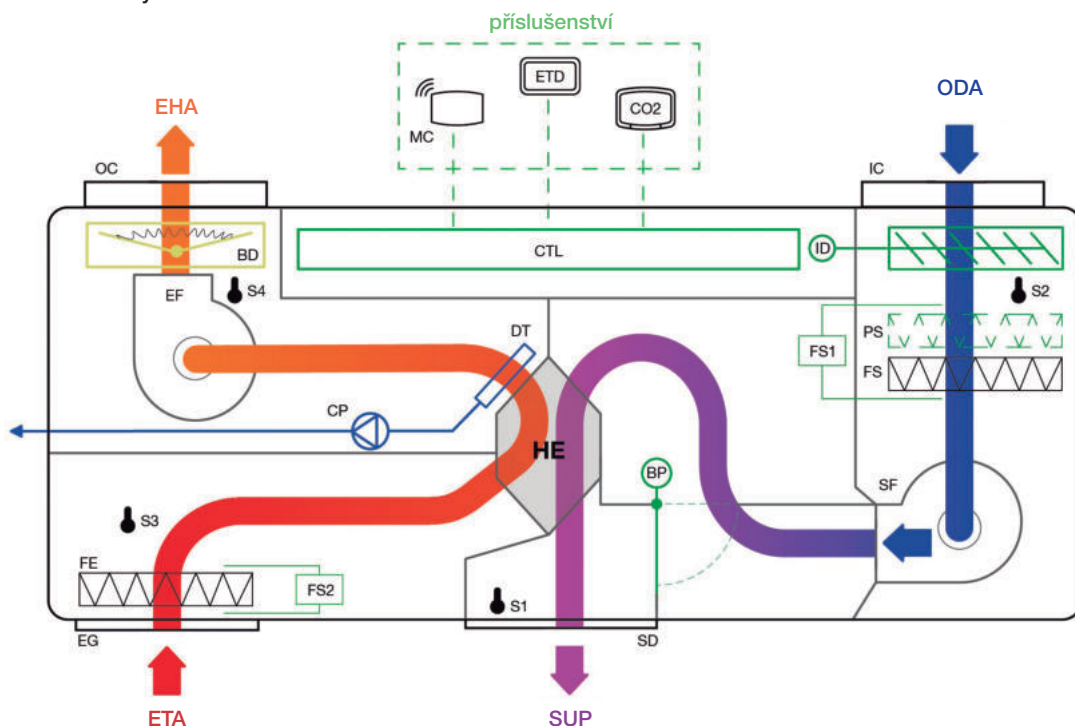 příslušenství
ETD
MC
CO2
EHA
ODA
OC
IC
BD
CTL
ID
EF
S4
S2
PS
FS1
FS
DT
CP
HE
BP
SF
S3
FE
FS2
S1
EG
SD
ETA
SUP